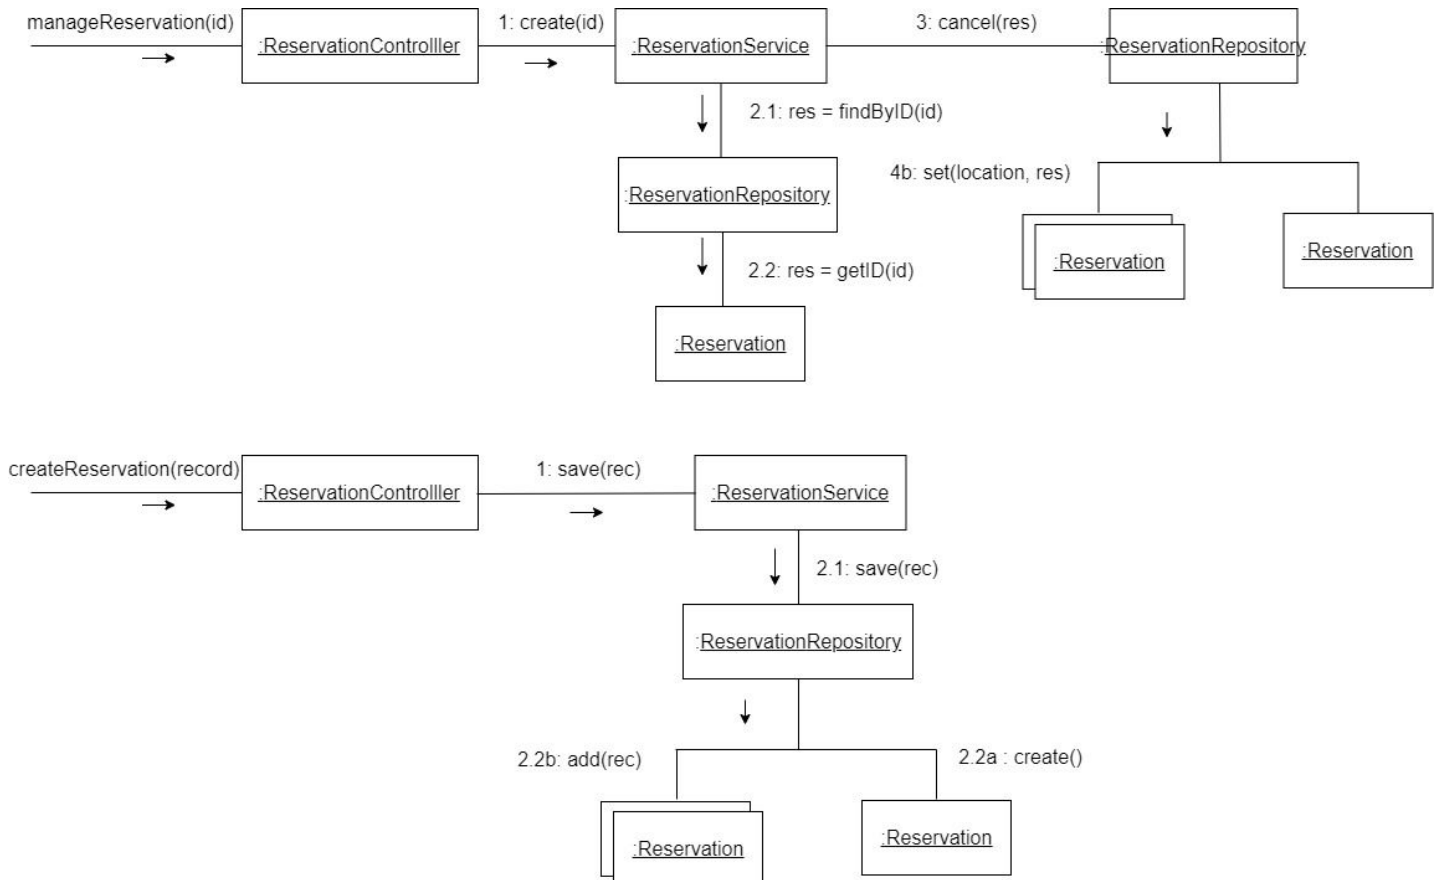 manageReservation(id)
1: create(id)
3: cancel(res)
:ReservationControlller
:ReservationService
:ReservationRepository
2.1: res = findByID(id)
4b: set(location, res)
:ReservationRepository
2.2: res = getID(id)
:Reservation
:Reservation
:Reservation
createReservation(record)
1: save(rec)
:ReservationControlller
:ReservationService
2.1: save(rec)
:ReservationRepository
2.2b: add(rec)
2.2a : create()
:Reservation
:Reservation